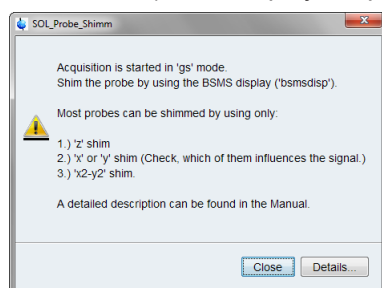 SOL_Probe_Shimm
Acquisition is started in 'gs' mode.
Shim the probe by using the BSMS display ('bsmsdisp').
Most probes can be shimmed by using only:
1.) 'z' shim
2.) 'x' or 'y' shim (Check, which of them influences the signal.)
3.) 'x2-y2' shim.
A detailed description can be found in the Manual.
Close Details...